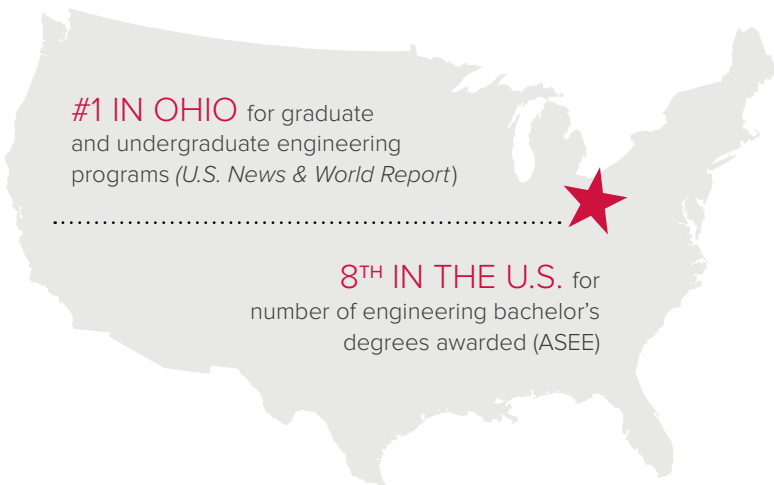 #1 IN OHIO for graduate
and undergraduate engineering
programs (U.S. News & World Report)
8TH IN THE U.S. for
number of engineering bachelor’s
degrees awarded (ASEE)